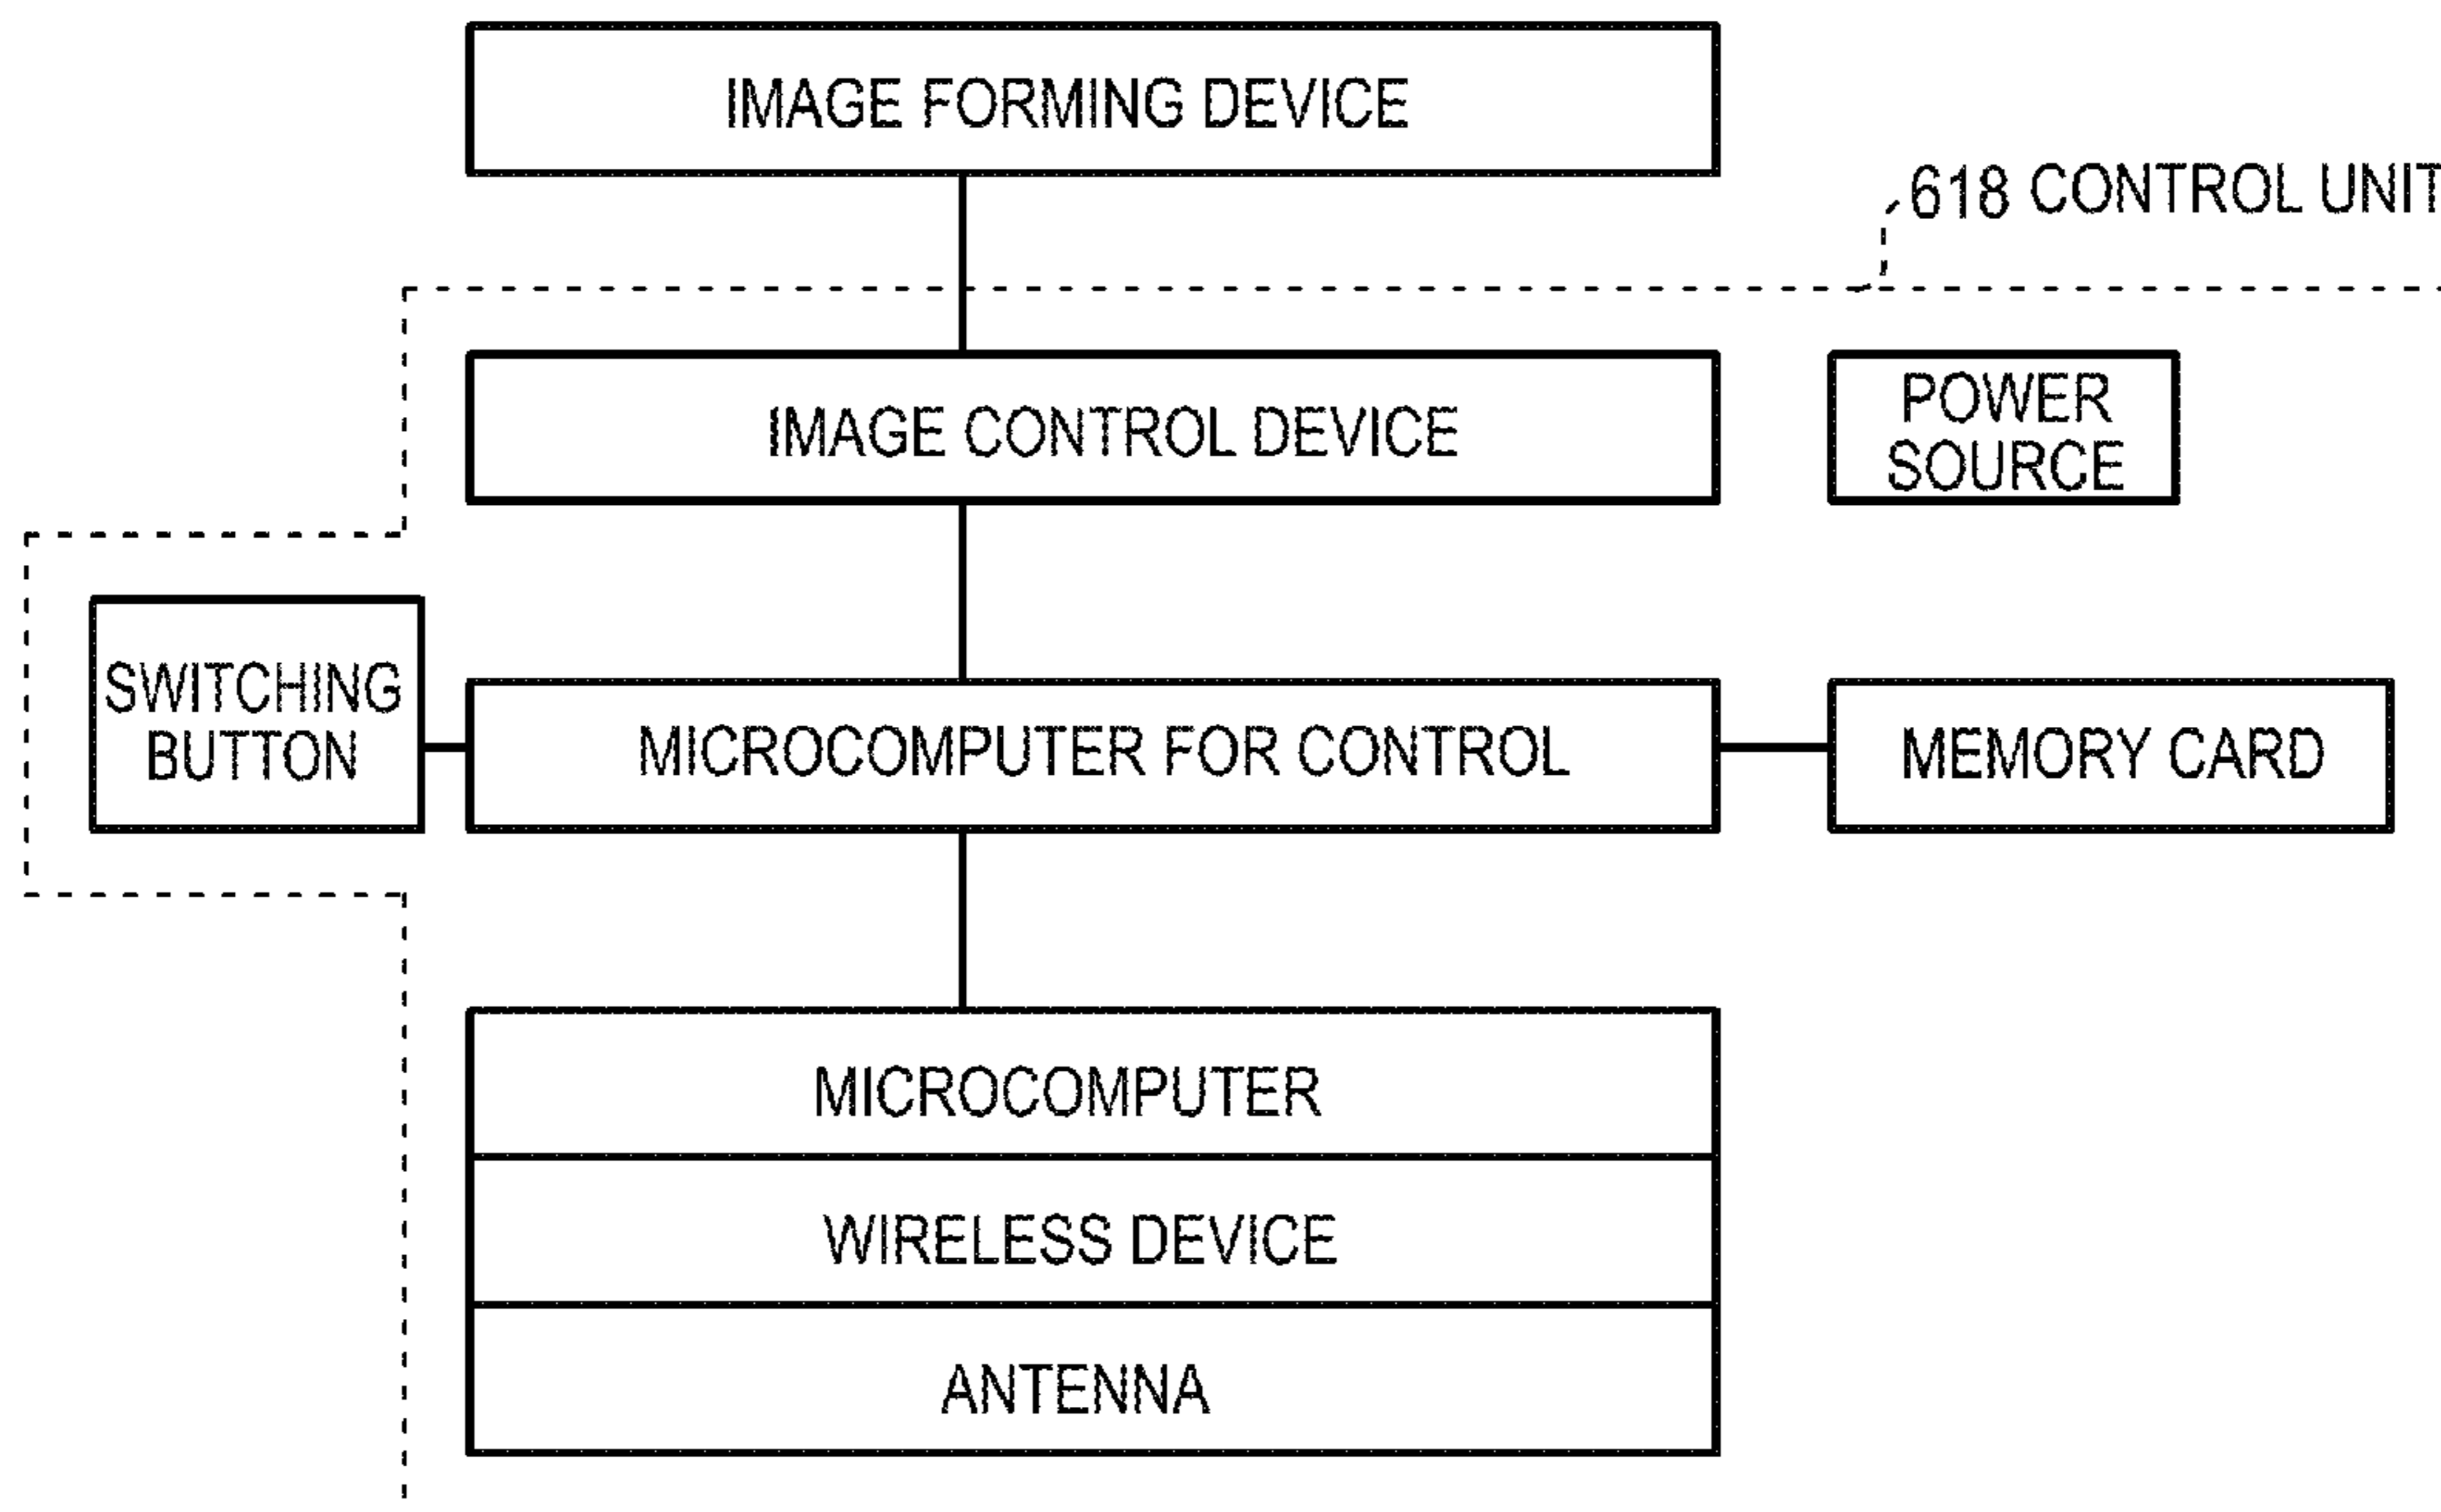 IMAGE FORMING DEVICE
618 CONTROL UNIT
IMAGE CONTROL DEVICE
POWER
SOURCE
SWITCHING
BUTTON
MICROCOMPUTER FOR CONTROL
MEMORY CARD
MICROCOMPUTER
WIRELESS DEVICE
ANTENNA